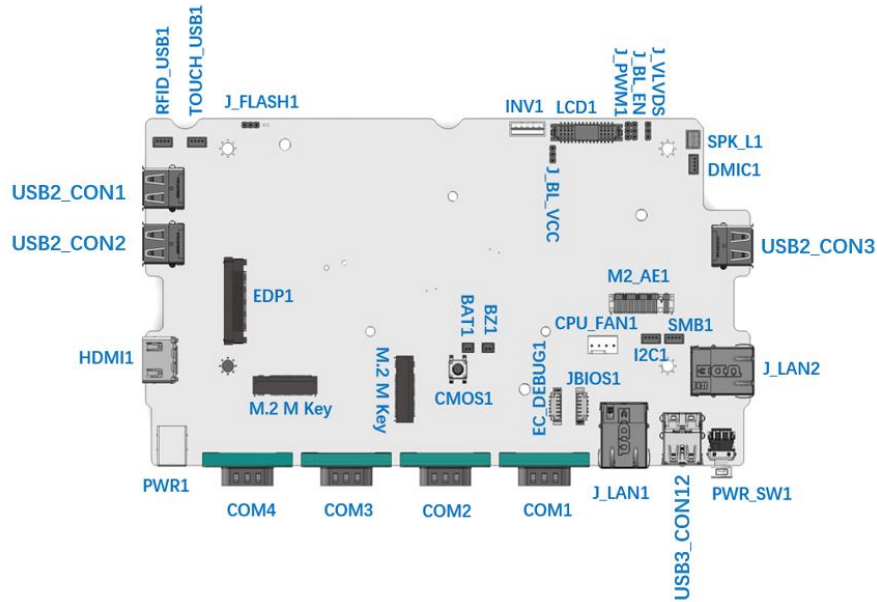 RFID_USB1
TOUCH_USB1
J_FLASH1
INV1
LCD1
J_PWM1
J_BL_EN
J_VLVDS
SPK_L1
DMIC1
J_BL_VCC
USB2_CON1
USB2_CON2
USB2_CON3
EDP1
M2_AE1
BAT1
BZ1
CPU_FAN1
SMB1
I2C1
HDMI1
J_LAN2
M.2 M Key
M.2 M Key
CMOS1
EC_DEBUG1
JBIOS1
PWR1
COM4
COM3
COM2
COM1
J_LAN1
USB3_CON12
PWR_SW1